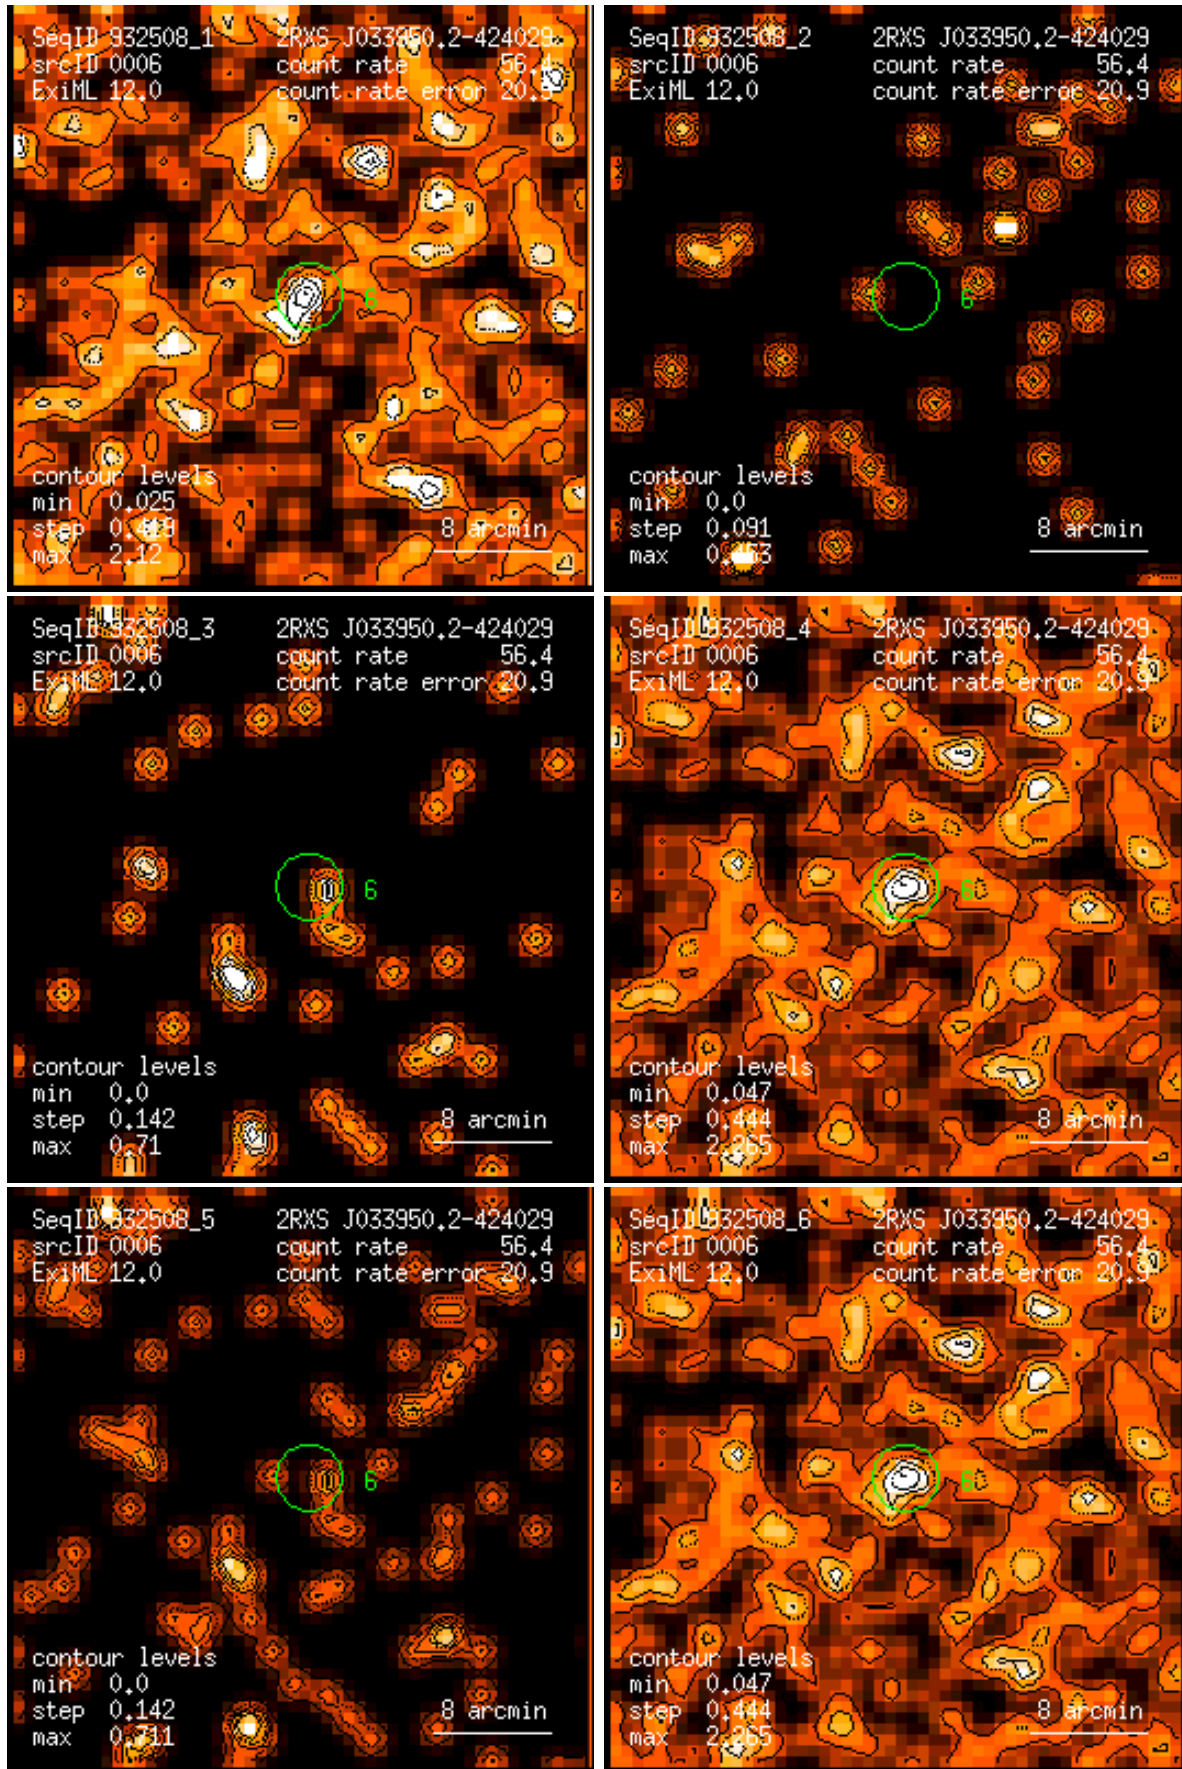 SeqID 932508_1 2RXS J033950.2-424029
srcID 0006 count rate 56.4
ExiML 12.0 count rate error 20.9
6
contour levels
min 0.025
step 0.419
max 2.12
8 arcmin
SeqID 932508_2 2RXS J033950.2-424029
srcID 0006 count rate 56.4
ExiML 12.0 count rate error 20.9
6
contour levels
min 0.0
step 0.091
max 0.453
8 arcmin
SeqID 932508_3 2RXS J033950.2-424029
srcID 0006 count rate 56.4
ExiML 12.0 count rate error 20.9
6
contour levels
min 0.0
step 0.142
max 0.71
8 arcmin
SeqID 932508_4 2RXS J033950.2-424029
srcID 0006 count rate 56.4
ExiML 12.0 count rate error 20.9
6
contour levels
min 0.047
step 0.444
max 2.265
8 arcmin
SeqID 932508_5 2RXS J033950.2-424029
srcID 0006 count rate 56.4
ExiML 12.0 count rate error 20.9
6
contour levels
min 0.0
step 0.142
max 0.711
8 arcmin
SeqID 932508_6 2RXS J033950.2-424029
srcID 0006 count rate 56.4
ExiML 12.0 count rate error 20.9
6
contour levels
min 0.047
step 0.444
max 2.265
8 arcmin